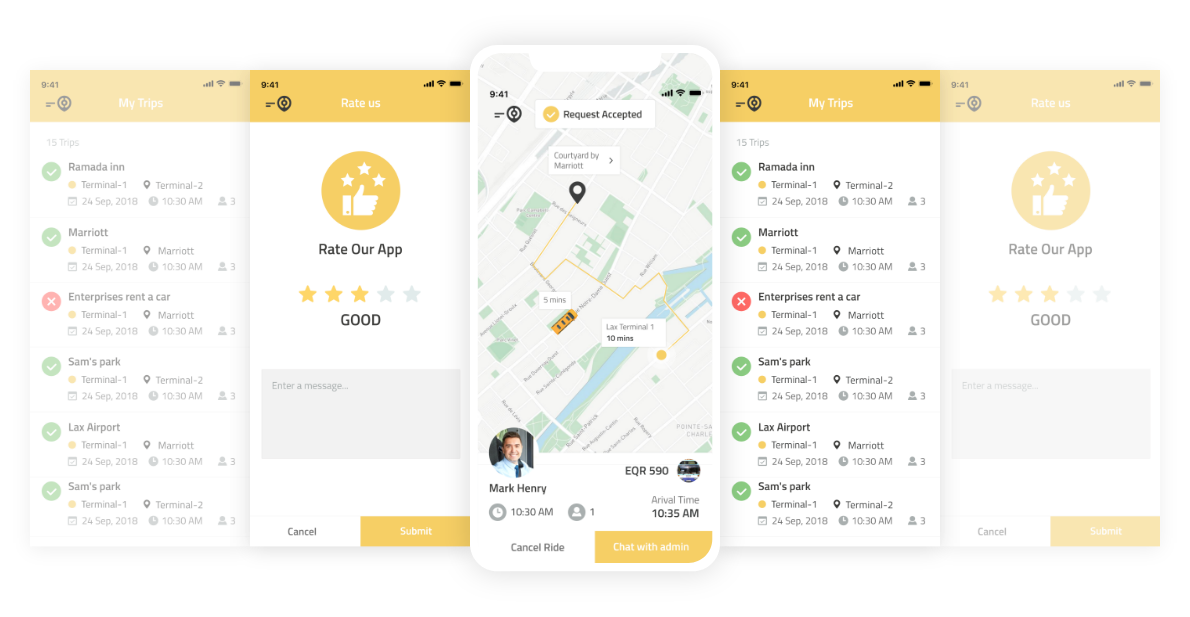 9:41
My Trips
15 Trips
Ramada inn
Terminal-1 Terminal-2
24 Sep, 2018 10:30 AM 3
Marriott
Terminal-1 Marriott
24 Sep, 2018 10:30 AM 3
Enterprises rent a car
Terminal-1 Marriott
24 Sep, 2018 10:30 AM 3
Sam's park
Terminal-1 Terminal-2
24 Sep, 2018 10:30 AM 3
Lax Airport
Terminal-1 Marriott
24 Sep, 2018 10:30 AM 3
Sam's park
Terminal-1 Terminal-2
24 Sep, 2018 10:30 AM 3
9:41
Rate us
Rate Our App
GOOD
Enter a message...
Cancel Submit
9:41
Request Accepted
Courtyard by
Marriott
Rue William
5 mins
Lax Terminal 1
10 mins
POINTE-SA
CHARLE
EQR 590
Mark Henry
10:30 AM 1
Arival Time
10:35 AM
Cancel Ride Chat with admin
9:41
My Trips
15 Trips
Ramada inn
Terminal-1 Terminal-2
24 Sep, 2018 10:30 AM 3
Marriott
Terminal-1 Marriott
24 Sep, 2018 10:30 AM 3
Enterprises rent a car
Terminal-1 Marriott
24 Sep, 2018 10:30 AM 3
Sam's park
Terminal-1 Terminal-2
24 Sep, 2018 10:30 AM 3
Lax Airport
Terminal-1 Marriott
24 Sep, 2018 10:30 AM 3
Sam's park
Terminal-1 Terminal-2
24 Sep, 2018 10:30 AM 3
9:41
Rate us
Rate Our App
GOOD
Enter a message...
Cancel Submit